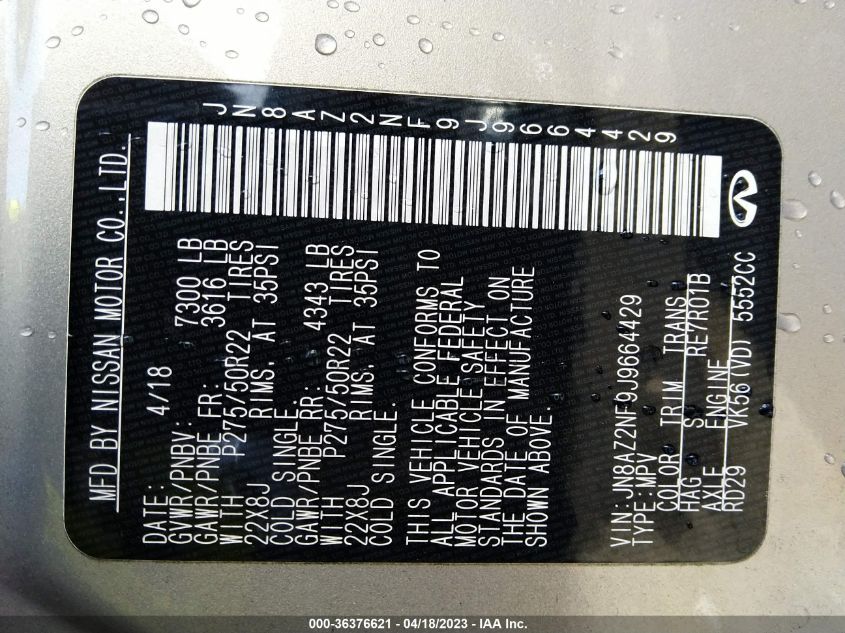 MFD BY NISSAN MOTOR CO.,LTD.
DATE: 4/18
GVWR/PNBV: 7300 LB
GAWR/PNBE FR: 3616 LB
WITH P275/50R22 TIRES
22X8J RIMS, AT 35PSI
COLD SINGLE.
GAWR/PNBE RR: 4343 LB
WITH P275/50R22 TIRES
22X8J RIMS, AT 35PSI
COLD SINGLE.
THIS VEHICLE CONFORMS TO
ALL APPLICABLE FEDERAL
MOTOR VEHICLE SAFETY
STANDARDS IN EFFECT ON
THE DATE OF MANUFACTURE
SHOWN ABOVE.
VIN:JN8AZ2NF9J9664429
TYPE:MPV
COLOR TRIM TRANS
HAG S RE7R01B
AXLE ENGINE
RD29 VK56(VD) 5552CC
JN8AZ2NF9J9664429
000-36376621 - 04/18/2023 - IAA Inc.